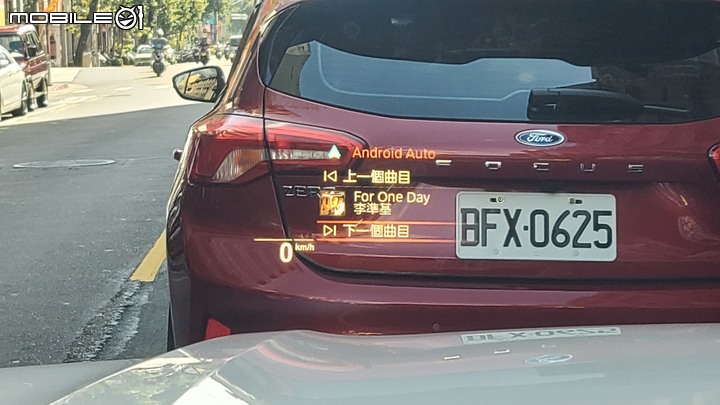 MOBILE01
Ford
FOCUS
Android Auto
上一個曲目
For One Day
李準基
下一個曲目
0 km/h
BFX-0625